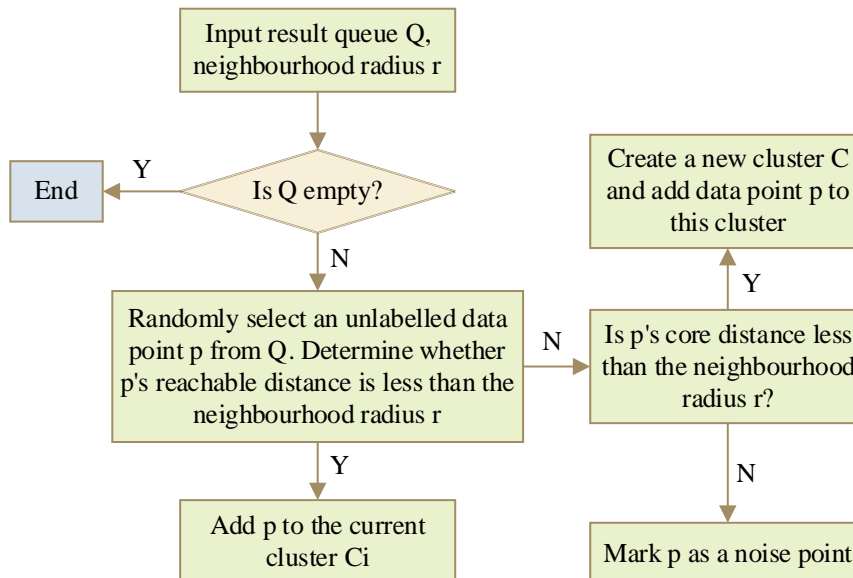 Input result queue Q,
neighbourhood radius r
Y
End
Is Q empty?
N
Create a new cluster C
and add data point p to
this cluster
Y
Randomly select an unlabelled data
point p from Q. Determine whether
p's reachable distance is less than the
neighbourhood radius r
N
Is p's core distance less
than the neighbourhood
radius r?
Y
N
Add p to the current
cluster Ci
Mark p as a noise point